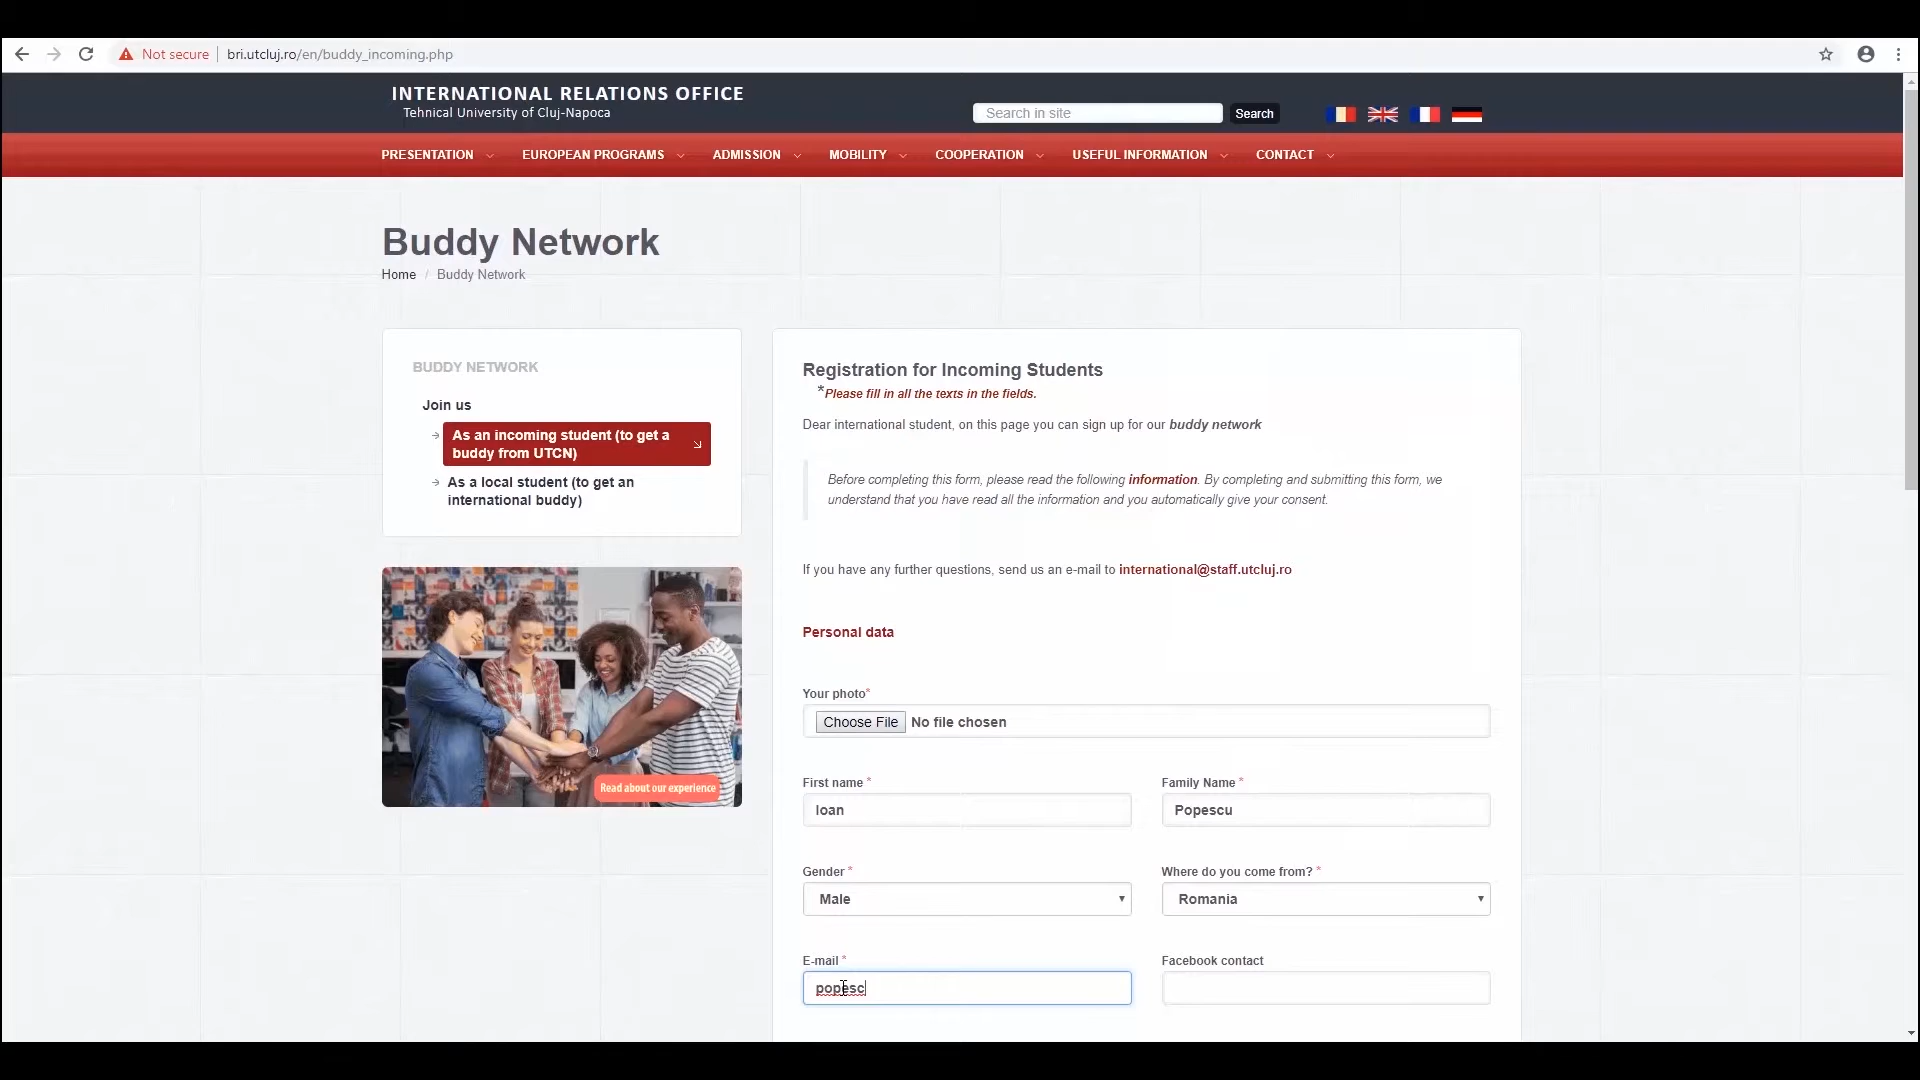 Not secure
bri.utcluj.ro/en/buddy_incoming.php
INTERNATIONAL RELATIONS OFFICE
Tehnical University of Cluj-Napoca
Search in site
Search
PRESENTATION
EUROPEAN PROGRAMS
ADMISSION
MOBILITY
COOPERATION
USEFUL INFORMATION
CONTACT
Buddy Network
Home / Buddy Network
BUDDY NETWORK
Join us
As an incoming student (to get a
buddy from UTCN)
As a local student (to get an
international buddy)
Read about our experience
Registration for Incoming Students
*Please fill in all the texts in the fields.
Dear international student, on this page you can sign up for our buddy network
Before completing this form, please read the following information. By completing and submitting this form, we
understand that you have read all the information and you automatically give your consent.
If you have any further questions, send us an e-mail to international@staff.utcluj.ro
Personal data
Your photo*
Choose File No file chosen
First name *
Family Name *
Ioan
Popescu
Gender *
Where do you come from? *
Male
Romania
E-mail *
Facebook contact
popesc